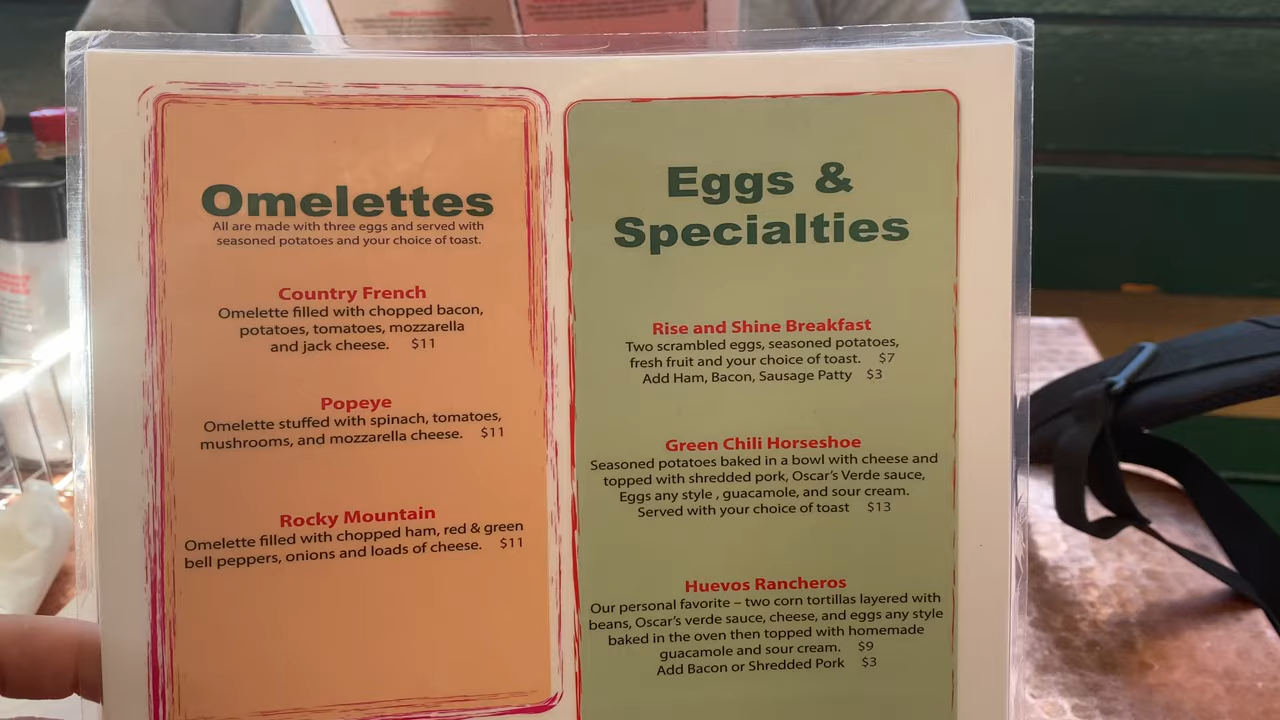 Omelettes
All are made with three eggs and served with
seasoned potatoes and your choice of toast.
Country French
Omelette filled with chopped bacon,
potatoes, tomatoes, mozzarella
and jack cheese. $11
Popeye
Omelette stuffed with spinach, tomatoes,
mushrooms, and mozzarella cheese. $11
Rocky Mountain
Omelette filled with chopped ham, red & green
bell peppers, onions and loads of cheese. $11
Eggs &
Specialties
Rise and Shine Breakfast
Two scrambled eggs, seasoned potatoes,
fresh fruit and your choice of toast. $7
Add Ham, Bacon, Sausage Patty $3
Green Chili Horseshoe
Seasoned potatoes baked in a bowl with cheese and
topped with shredded pork, Oscar's Verde sauce,
Eggs any style , guacamole, and sour cream.
Served with your choice of toast $13
Huevos Rancheros
Our personal favorite – two corn tortillas layered with
beans, Oscar's verde sauce, cheese, and eggs any style
baked in the oven then topped with homemade
guacamole and sour cream. $9
Add Bacon or Shredded Pork $3